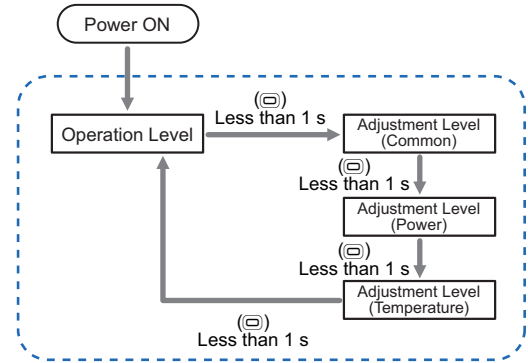 Power ON
Operation Level
Less than 1 s
Adjustment Level
(Common)
Less than 1 s
Adjustment Level
(Power)
Less than 1 s
Adjustment Level
(Temperature)
Less than 1 s